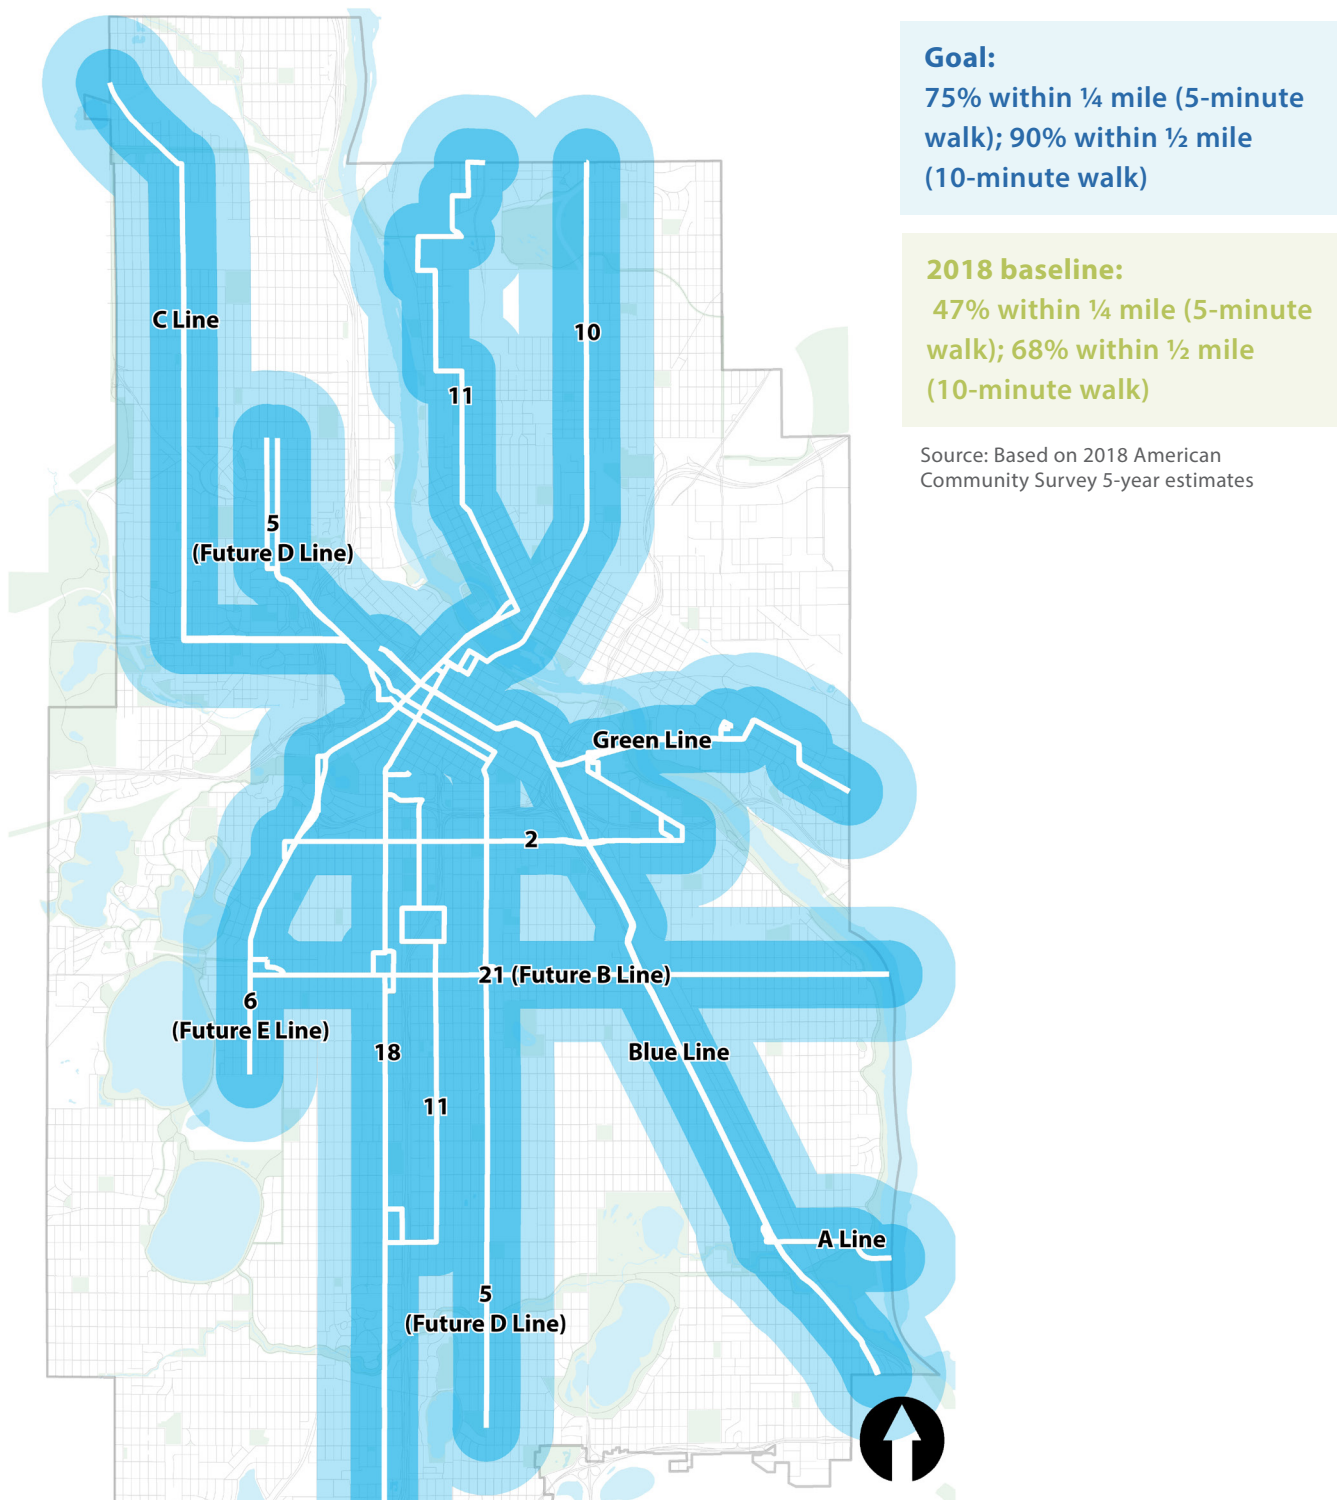 Goal:
75% within ¼ mile (5-minute
walk); 90% within ½ mile
(10-minute walk)
2018 baseline:
47% within ¼ mile (5-minute
walk); 68% within ½ mile
(10-minute walk)
Source: Based on 2018 American
Community Survey 5-year estimates
C Line
10
11
5
(Future D Line)
Green Line
2
21 (Future B Line)
6
(Future E Line)
18
Blue Line
11
A Line
5
(Future D Line)